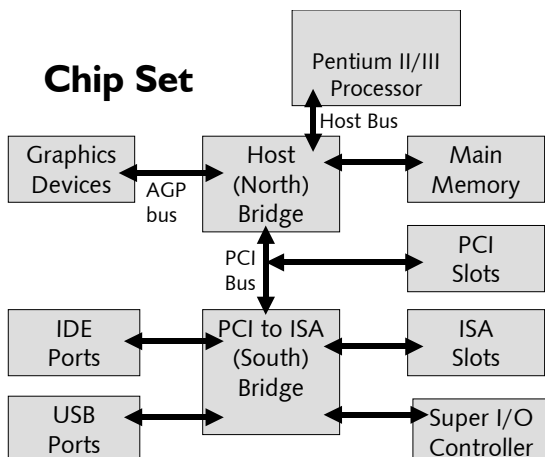 Chip Set
Pentium II/III
Processor
Host Bus
Graphics
Devices
AGP
bus
Host
(North)
Bridge
Main
Memory
PCI
Bus
PCI
Slots
IDE
Ports
PCI to ISA
(South)
Bridge
ISA
Slots
USB
Ports
Super I/O
Controller